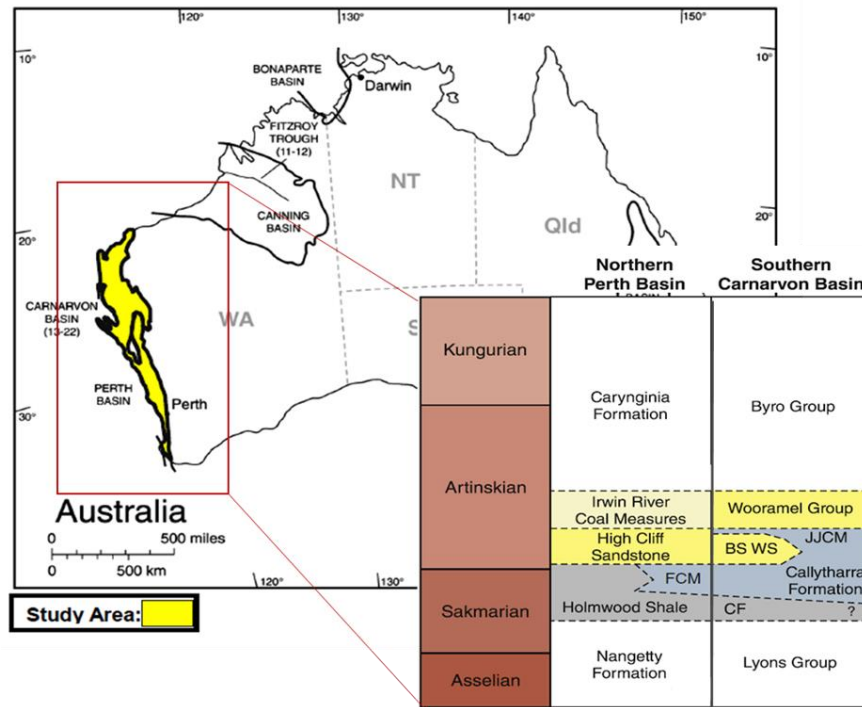 120°
130°
140°
150°
10°
10°
BONAPARTE
BASIN
Darwin
FITZROY
TROUGH
(11-12)
NT
CANNING
BASIN
20°
20°
Qld
CARNARVON
BASIN
(13-22)
WA
S
PERTH
BASIN
Perth
30°
Australia
0 500 miles
0 500 km
120°
130°
Study Area:
Northern
Perth Basin
Southern
Carnarvon Basin
Kungurian
Artinskian
Sakmarian
Asselian
Carynginia
Formation
Byro Group
Irwin River
Coal Measures
Wooramel Group
High Cliff
Sandstone
BS WS
JJCM
FCM
Callytharra
Formation
Holmwood Shale
CF
?
Nangetty
Formation
Lyons Group